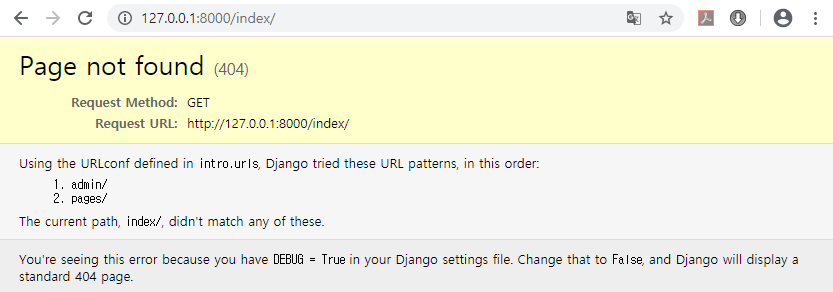 127.0.0.1:8000/index/
Page not found (404)
Request Method: GET
Request URL: http://127.0.0.1:8000/index/
Using the URLconf defined in intro.urls, Django tried these URL patterns, in this order:
1. admin/
2. pages/
The current path, index/, didn't match any of these.
You're seeing this error because you have DEBUG = True in your Django settings file. Change that to False, and Django will display a
standard 404 page.